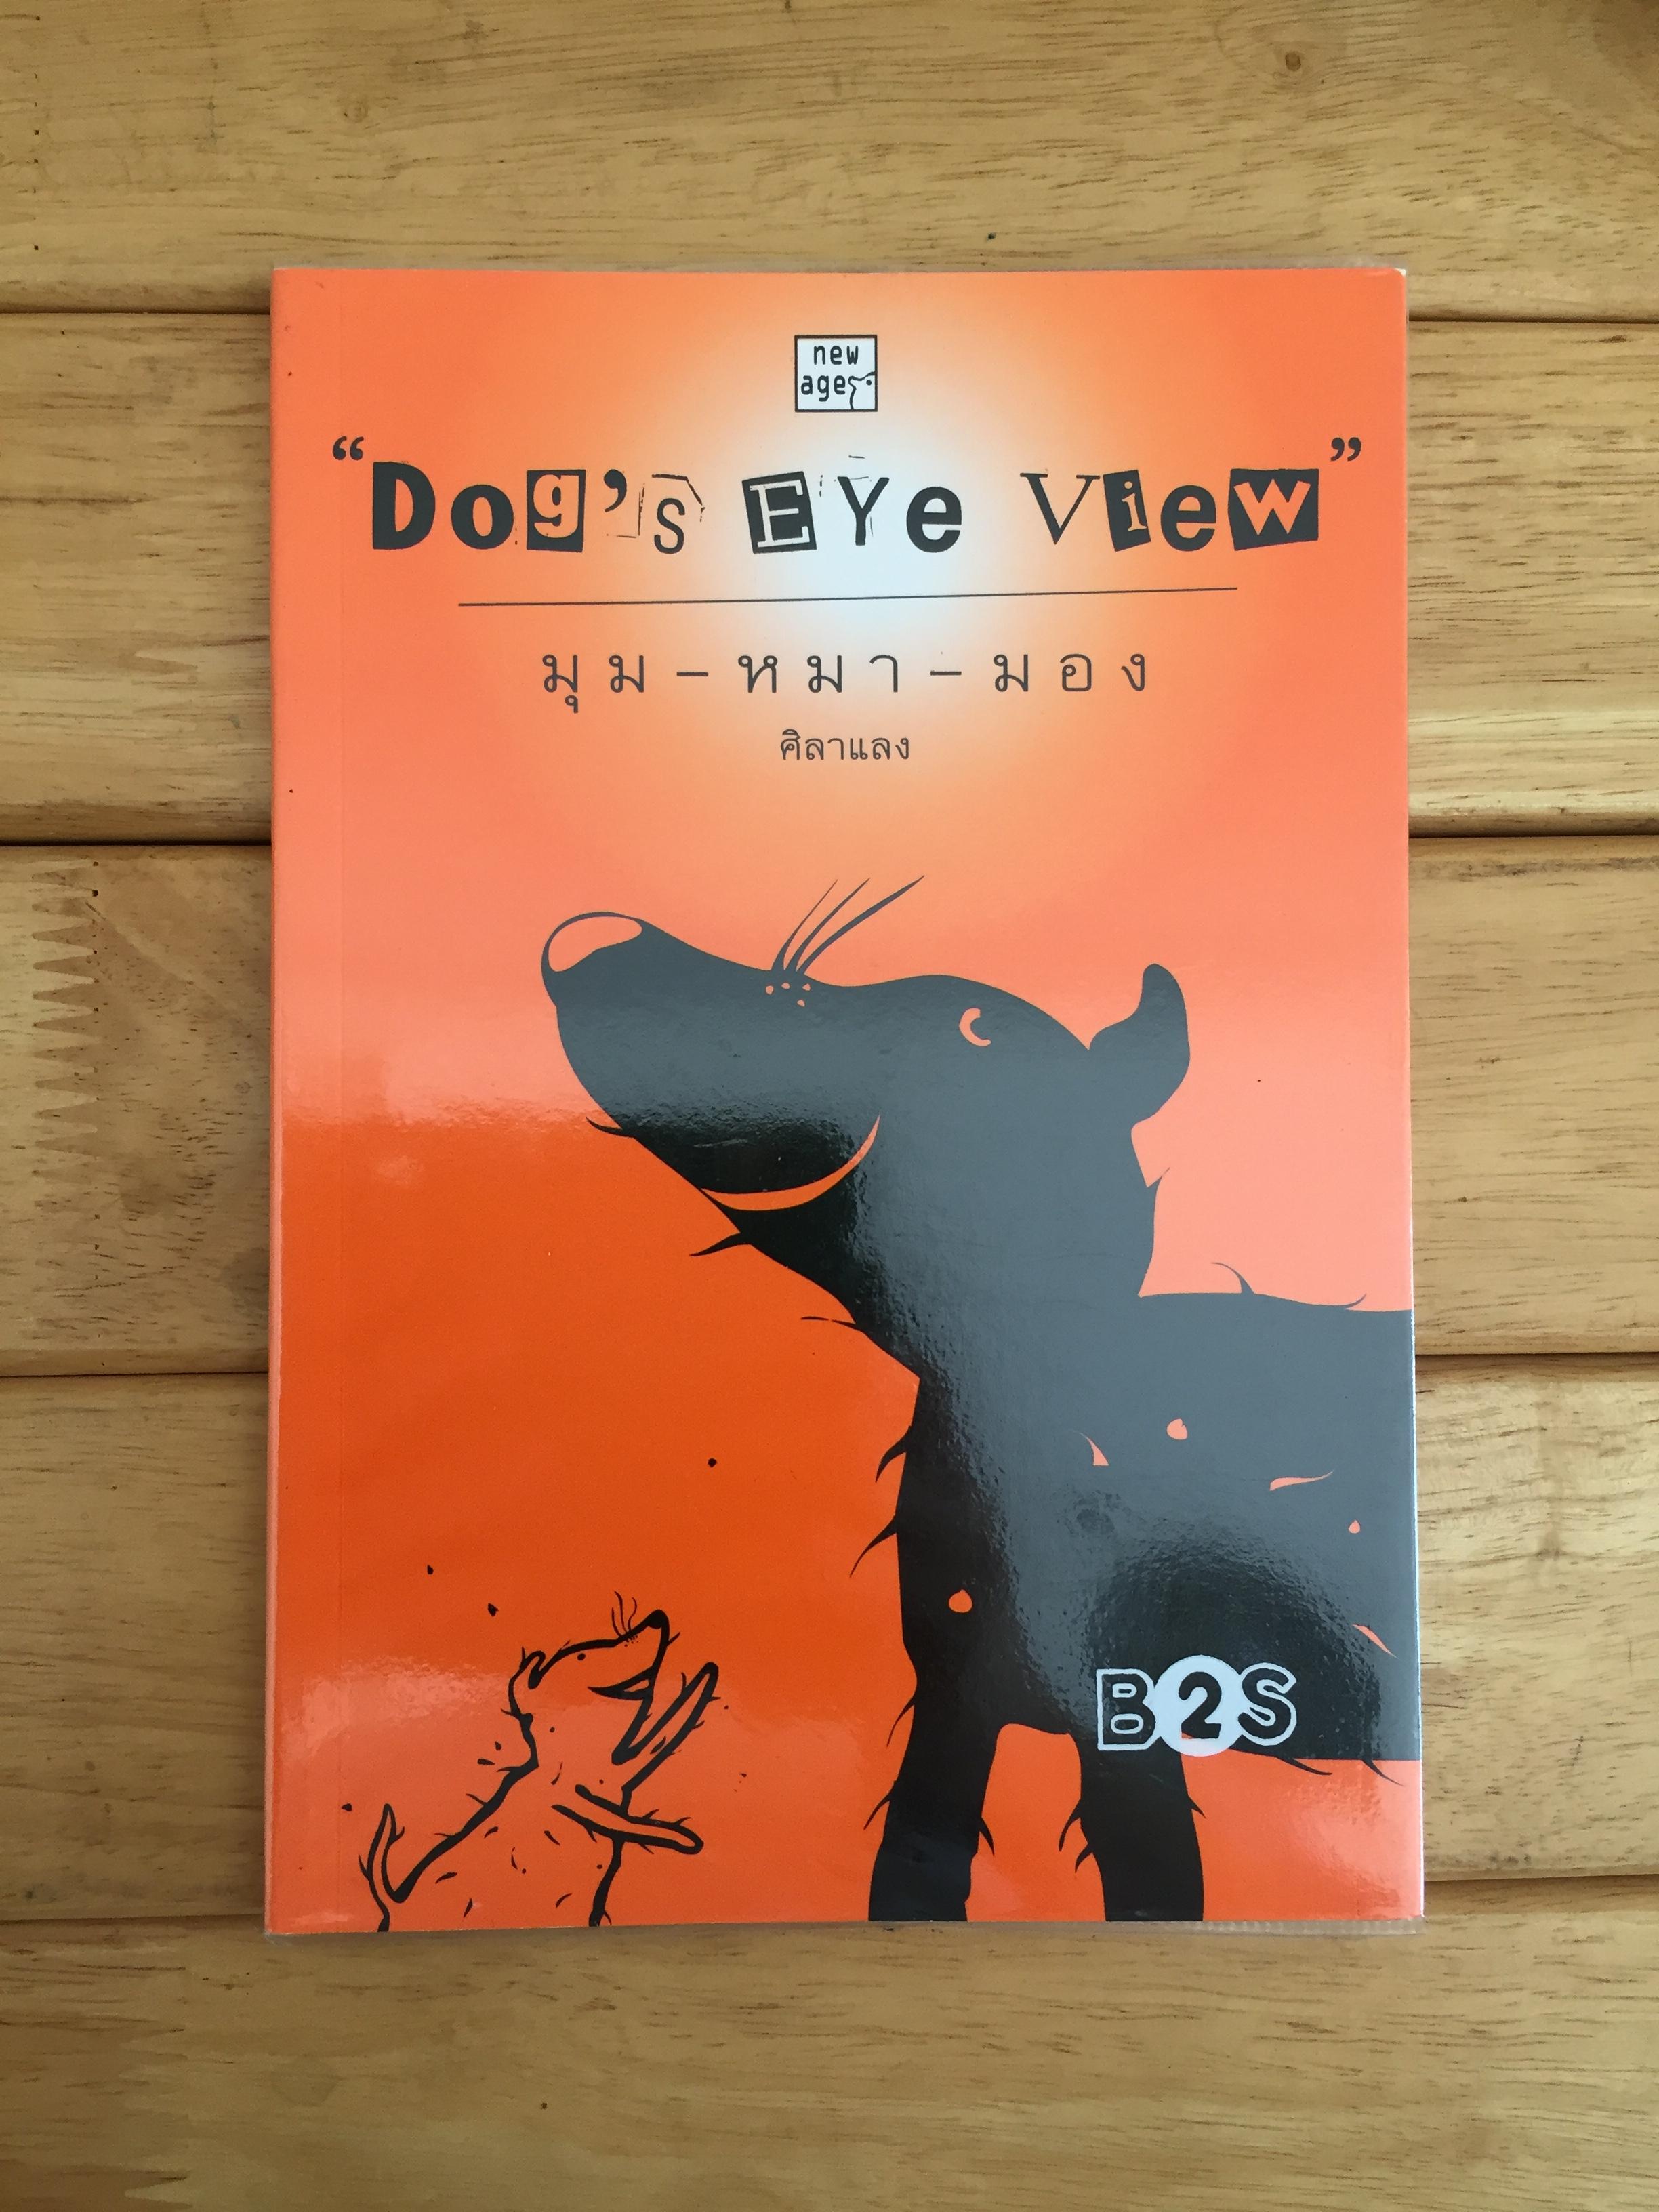 new
age
“Dog's EYe View”
มุม–หมา–มอง
ศิลาแลง
B2S